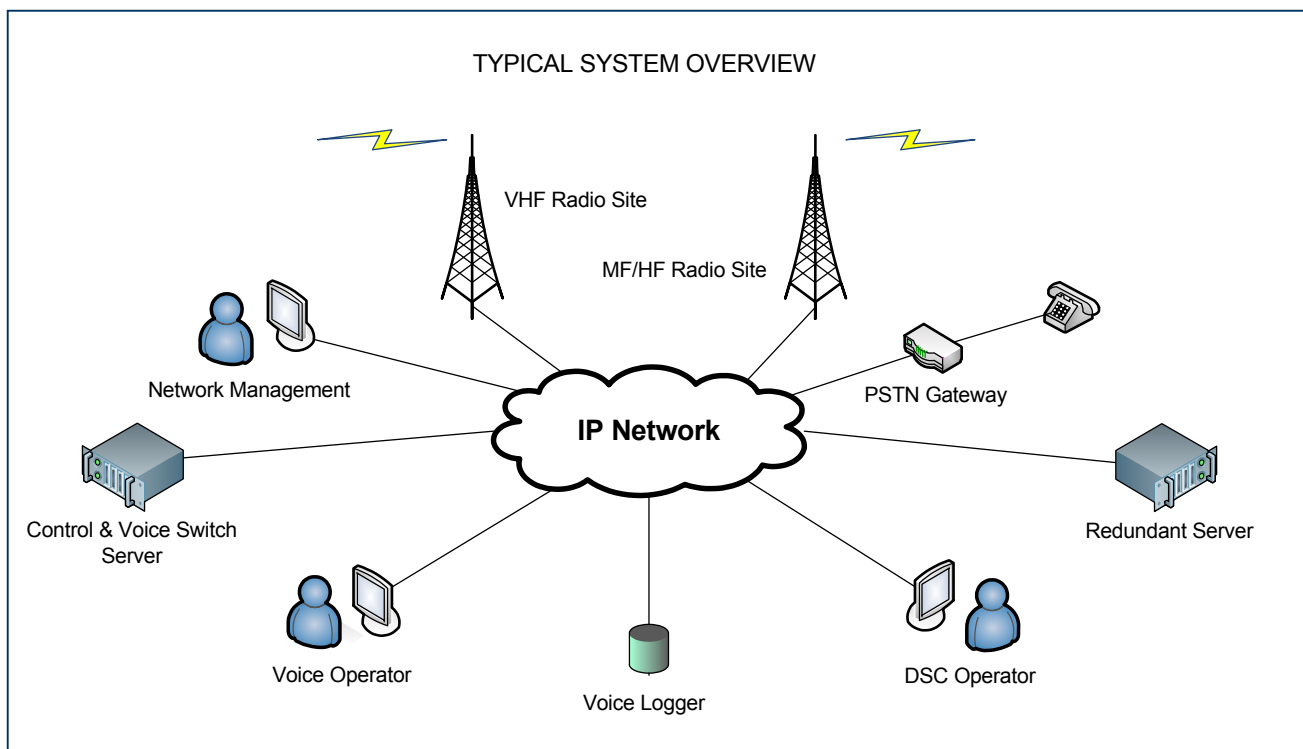 TYPICAL SYSTEM OVERVIEW
VHF Radio Site
MF/HF Radio Site
Network Management
PSTN Gateway
IP Network
Control & Voice Switch
Server
Redundant Server
Voice Operator
DSC Operator
Voice Logger